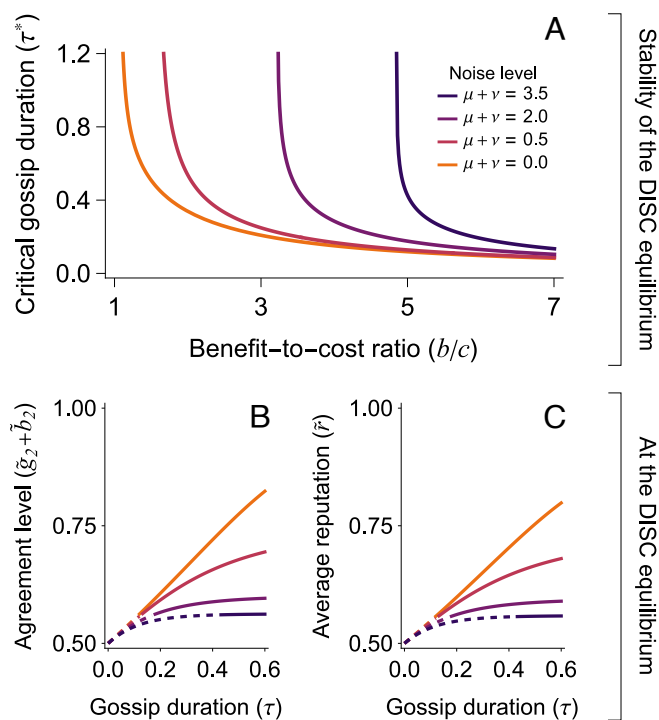 A
Critical gossip duration (τ*)
1.2
0.8
0.4
0.0
Noise level
μ + ν = 3.5
μ + ν = 2.0
μ + ν = 0.5
μ + ν = 0.0
1 3 5 7
Benefit−to−cost ratio (b/c)
Stability of the DISC equilibrium
B
Agreement level (g̃₂+b̃₂)
1.00
0.75
0.50
0.0 0.2 0.4 0.6
Gossip duration (τ)
C
Average reputation (r̃)
1.00
0.75
0.50
0.0 0.2 0.4 0.6
Gossip duration (τ)
At the DISC equilibrium